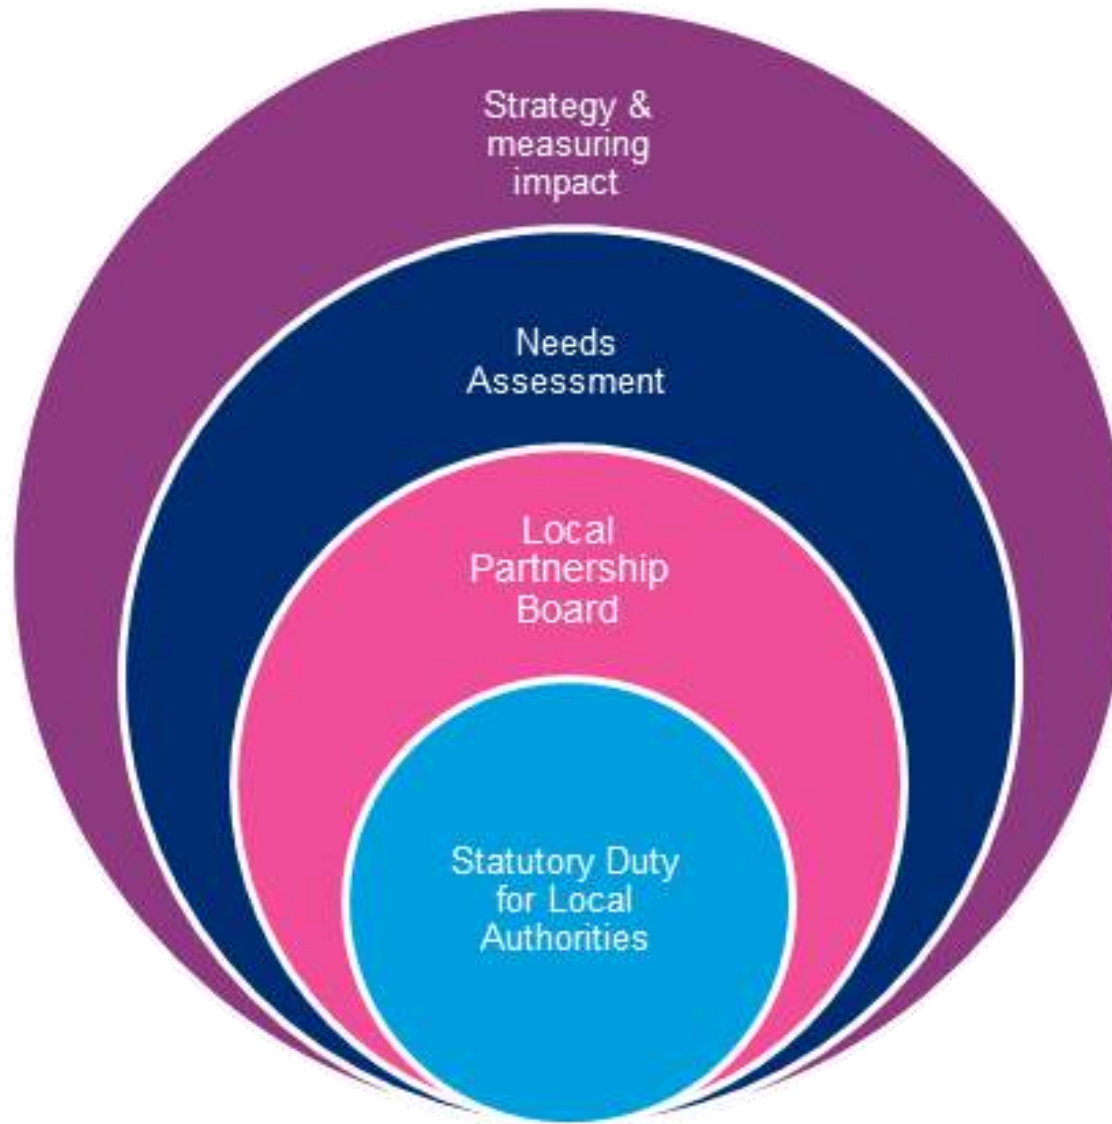 Strategy &
measuring
impact
Needs
Assessment
Local
Partnership
Board
Statutory Duty
for Local
Authorities